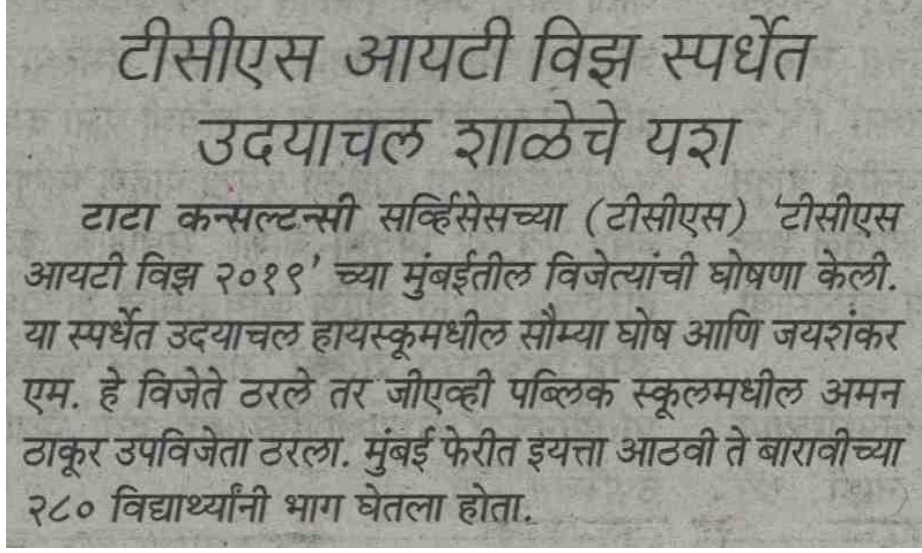 टीसीएस आयटी विझ स्पर्धेत
उदयाचल शाळेचे यश
टाटा कन्सल्टन्सी सर्व्हिसेसच्या (टीसीएस) 'टीसीएस
आयटी विझ २०१९' च्या मुंबईतील विजेत्यांची घोषणा केली.
या स्पर्धेत उदयाचल हायस्कूमधील सौम्या घोष आणि जयशंकर
एम. हे विजेते ठरले तर जीएव्ही पब्लिक स्कूलमधील अमन
ठाकूर उपविजेता ठरला. मुंबई फेरीत इयत्ता आठवी ते बारावीच्या
२८० विद्यार्थ्यांनी भाग घेतला होता.